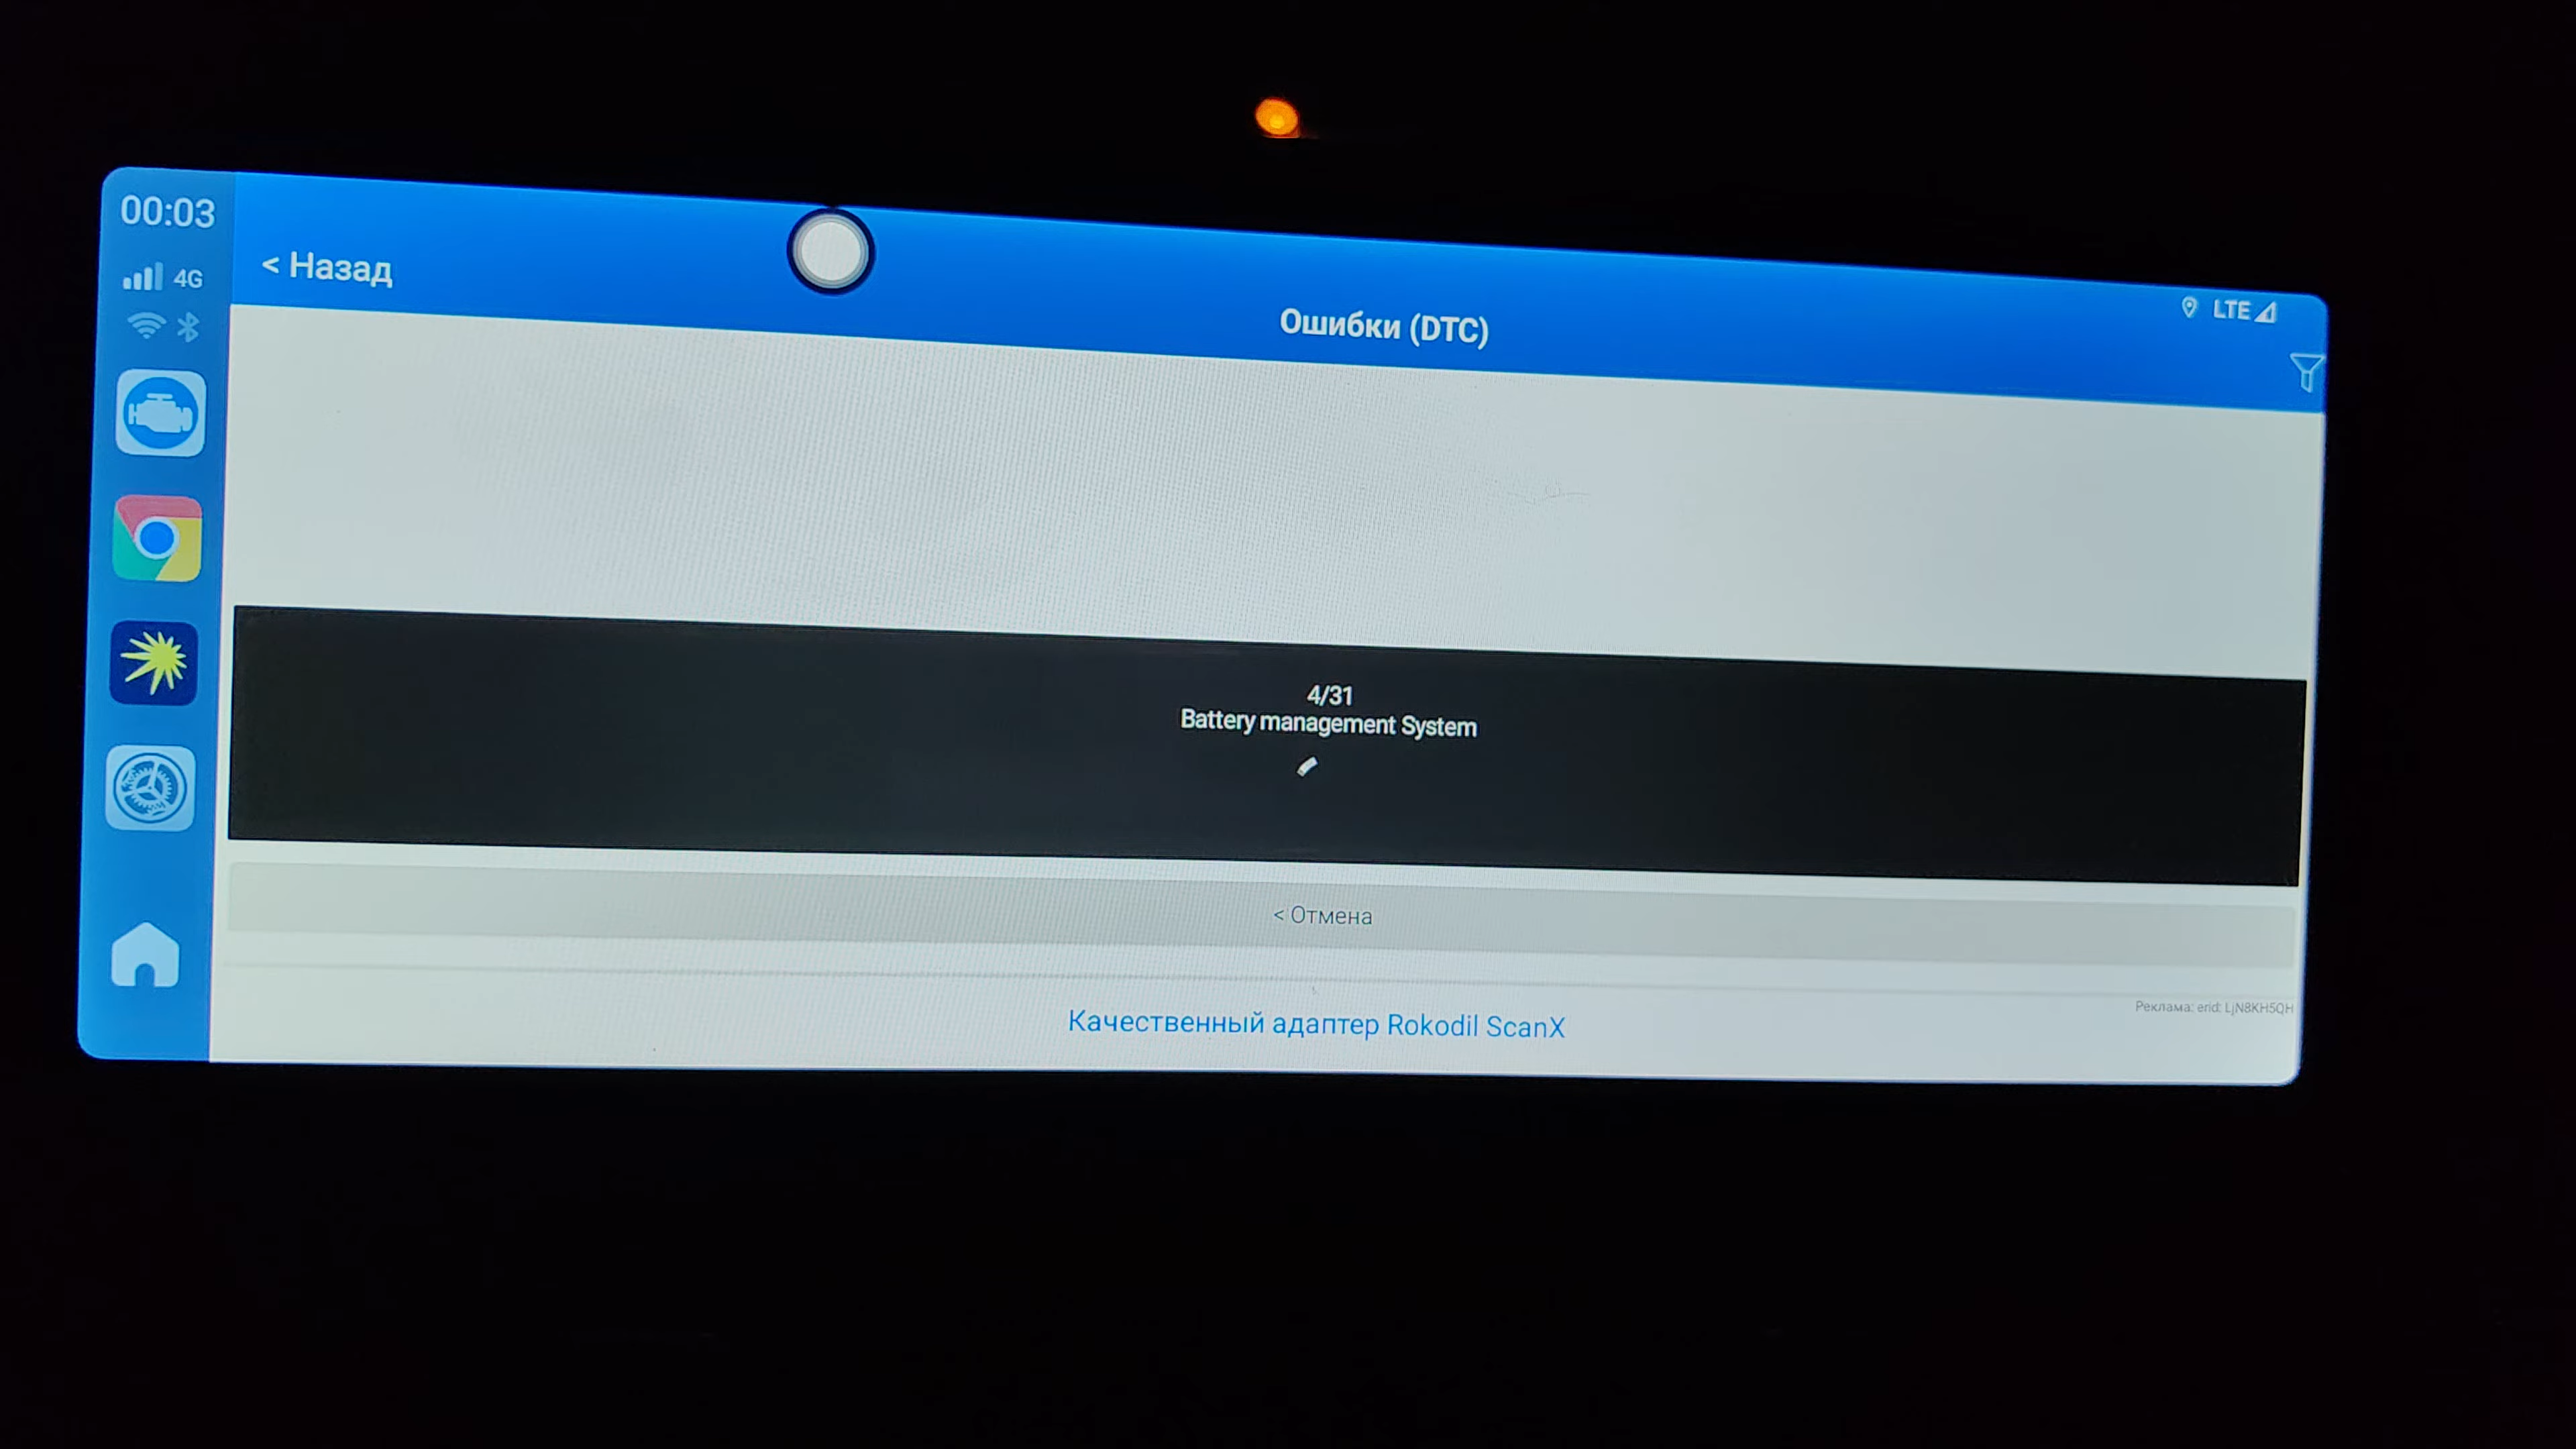 00:03
4G
< Назад
Ошибки (DTC)
LTE
4/31
Battery management System
< Отмена
Реклама: erid: LjN8KH5QH
Качественный адаптер Rokodil ScanX